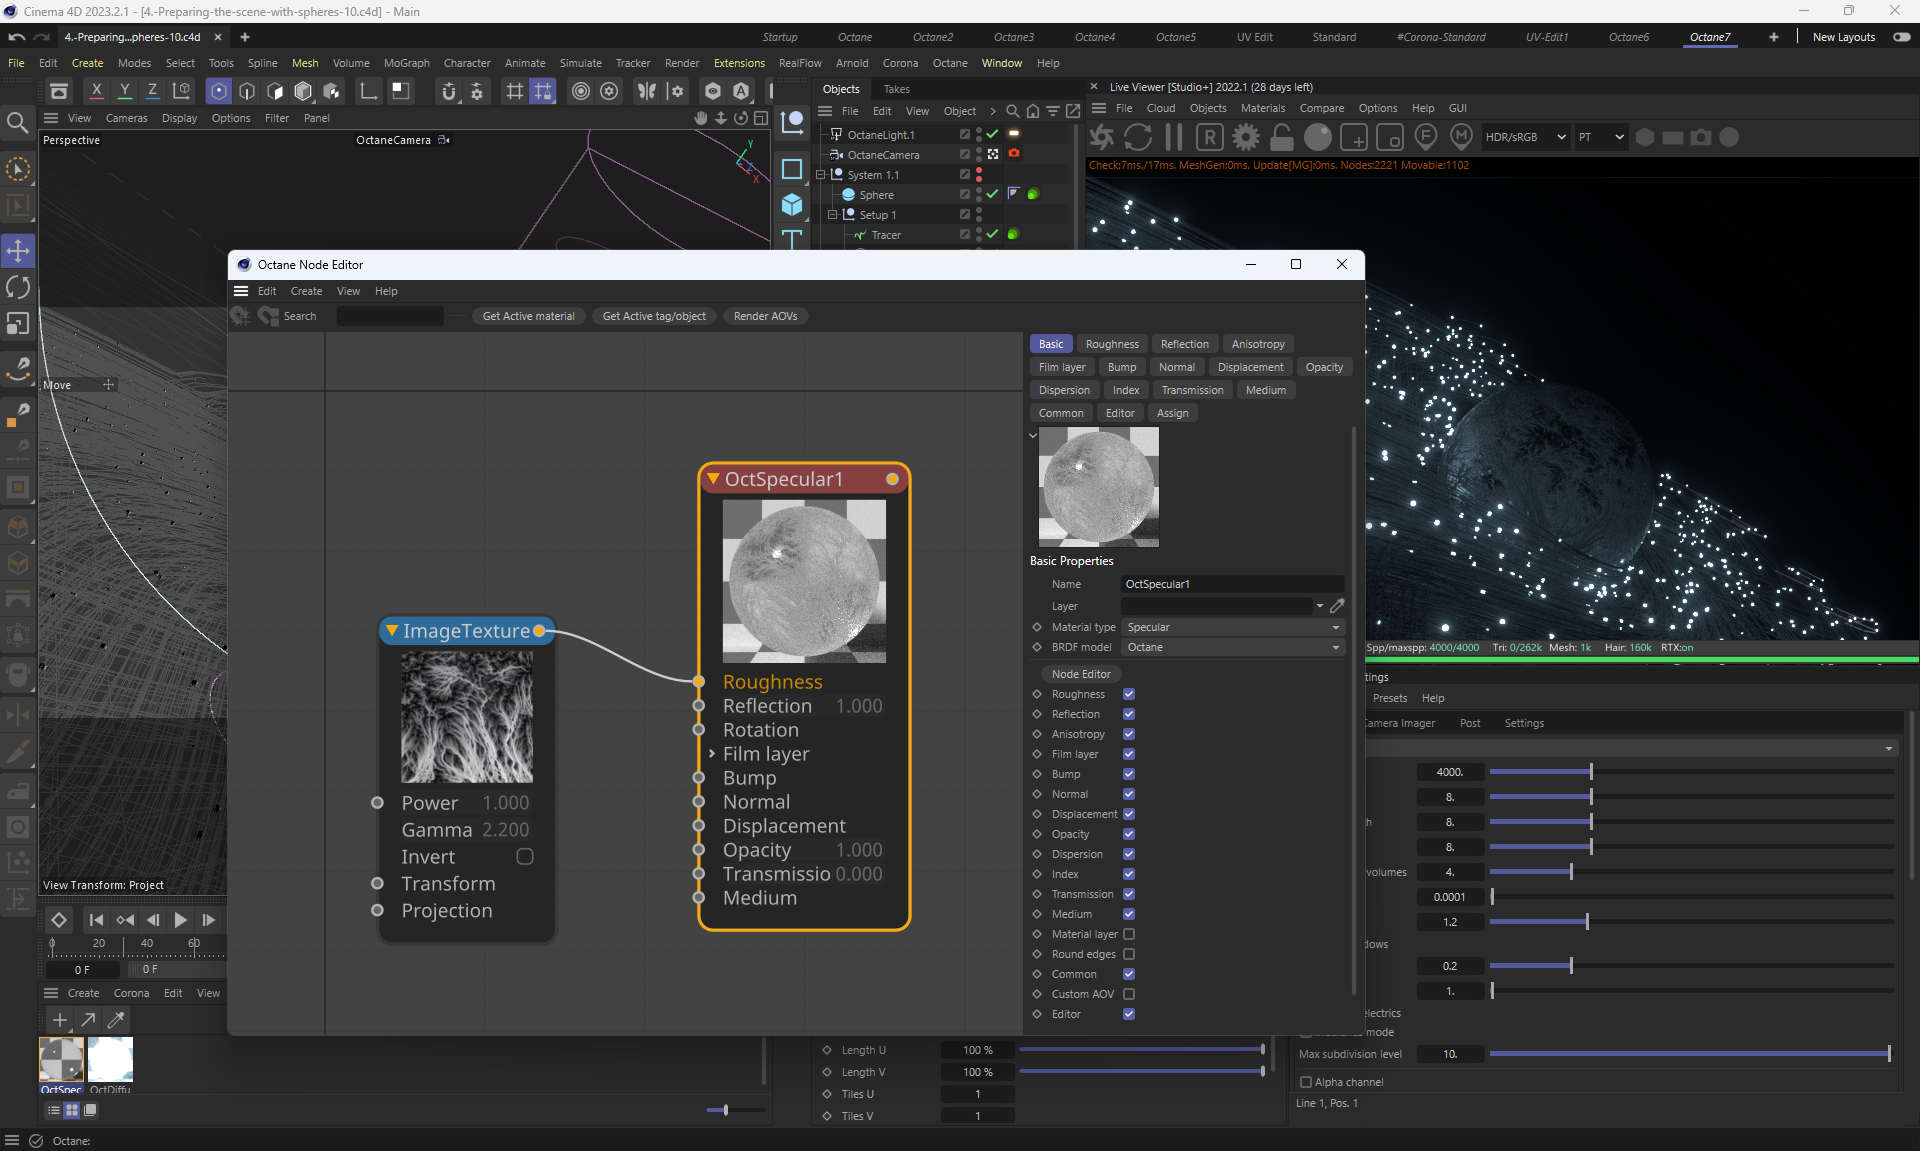 Cinema 4D 2023.2.1 - [4.-Preparing-the-scene-with-spheres-10.c4d] - Main
4.-Preparing...pheres-10.c4d
Startup Octane Octane2 Octane3 Octane4 Octane5 UV Edit Standard #Corona-Standard UV-Edit1 Octane6 Octane7 New Layouts
File Edit Create Modes Select Tools Spline Mesh Volume MoGraph Character Animate Simulate Tracker Render Extensions RealFlow Arnold Corona Octane Window Help
X Y Z
View Cameras Display Options Filter Panel
Perspective
OctaneCamera
Y
Z
X
Move
View Transform: Project
Objects Takes
File Edit View Object
OctaneLight.1
OctaneCamera
System 1.1
Sphere
Setup 1
Tracer
Live Viewer [Studio+] 2022.1 (28 days left)
File Cloud Objects Materials Compare Options Help GUI
R F M
HDR/sRGB PT
Check:7ms./17ms. MeshGen:0ms. Update[MG]:0ms. Nodes:2221 Movable:1102
Octane Node Editor
Edit Create View Help
Search Get Active material Get Active tag/object Render AOVs
ImageTexture
Power 1.000
Gamma 2.200
Invert
Transform
Projection
OctSpecular1
Roughness
Reflection 1.000
Rotation
Film layer
Bump
Normal
Displacement
Opacity 1.000
Transmissio 0.000
Medium
Basic Roughness Reflection Anisotropy
Film layer Bump Normal Displacement Opacity
Dispersion Index Transmission Medium
Common Editor Assign
Basic Properties
Name OctSpecular1
Layer
Material type Specular
BRDF model Octane
Node Editor
Roughness
Reflection
Anisotropy
Film layer
Bump
Normal
Displacement
Opacity
Dispersion
Index
Transmission
Medium
Material layer
Round edges
Common
Custom AOV
Editor
Spp/maxspp: 4000/4000 Tri: 0/262k Mesh: 1k Hair: 160k RTX:on
tings
Presets Help
Camera Imager Post Settings
4000.
8.
h 8.
8.
volumes 4.
0.0001
1.2
dows
0.2
1.
electrics
mode
Max subdivision level 10.
Alpha channel
Line 1, Pos. 1
0 20 40 60
0 F 0 F
Create Corona Edit View
OctSpec OctDiffu
Length U 100 %
Length V 100 %
Tiles U 1
Tiles V 1
Octane: